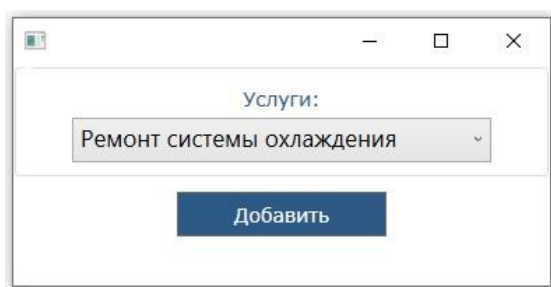 Услуги:
Ремонт системы охлаждения
Добавить